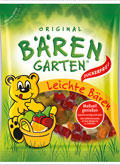 ORIGINAL
BÄREN
GARTEN
ZUCKERFREI
Leichte Bären